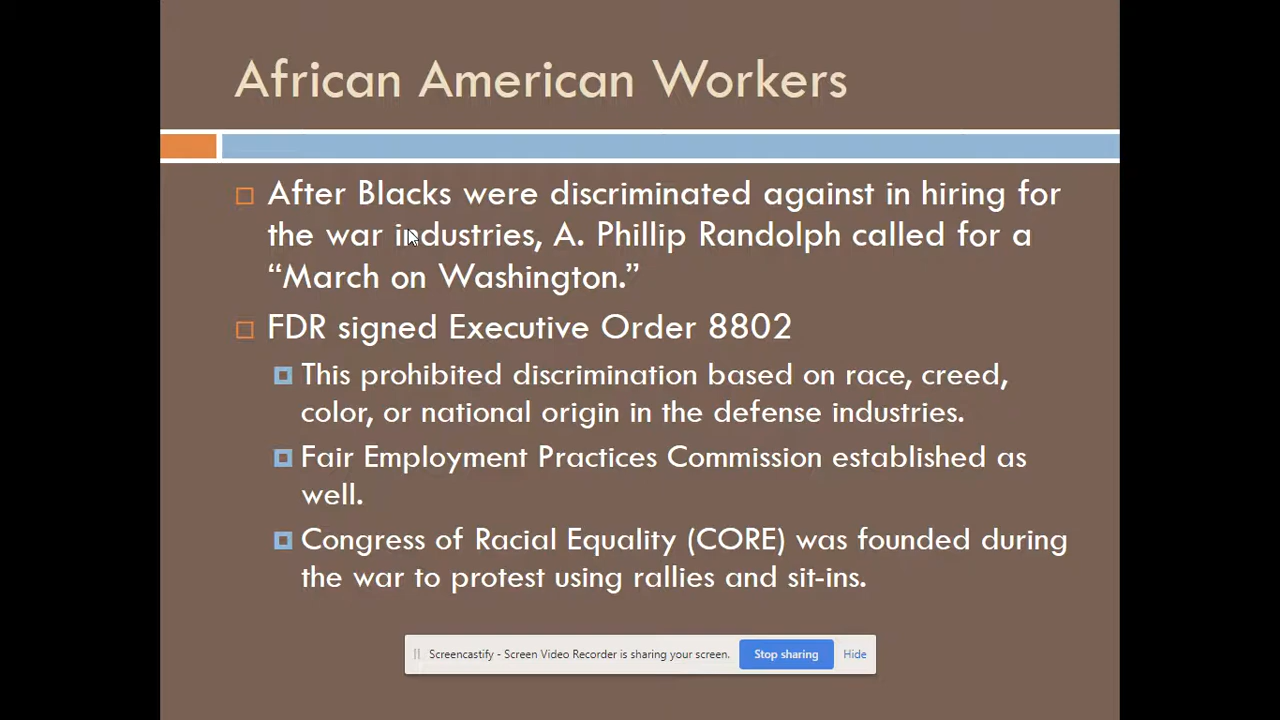 African American Workers
After Blacks were discriminated against in hiring for
the war industries, A. Phillip Randolph called for a
“March on Washington.”
FDR signed Executive Order 8802
This prohibited discrimination based on race, creed,
color, or national origin in the defense industries.
Fair Employment Practices Commission established as
well.
Congress of Racial Equality (CORE) was founded during
the war to protest using rallies and sit-ins.
Screencastify - Screen Video Recorder is sharing your screen. Stop sharing Hide